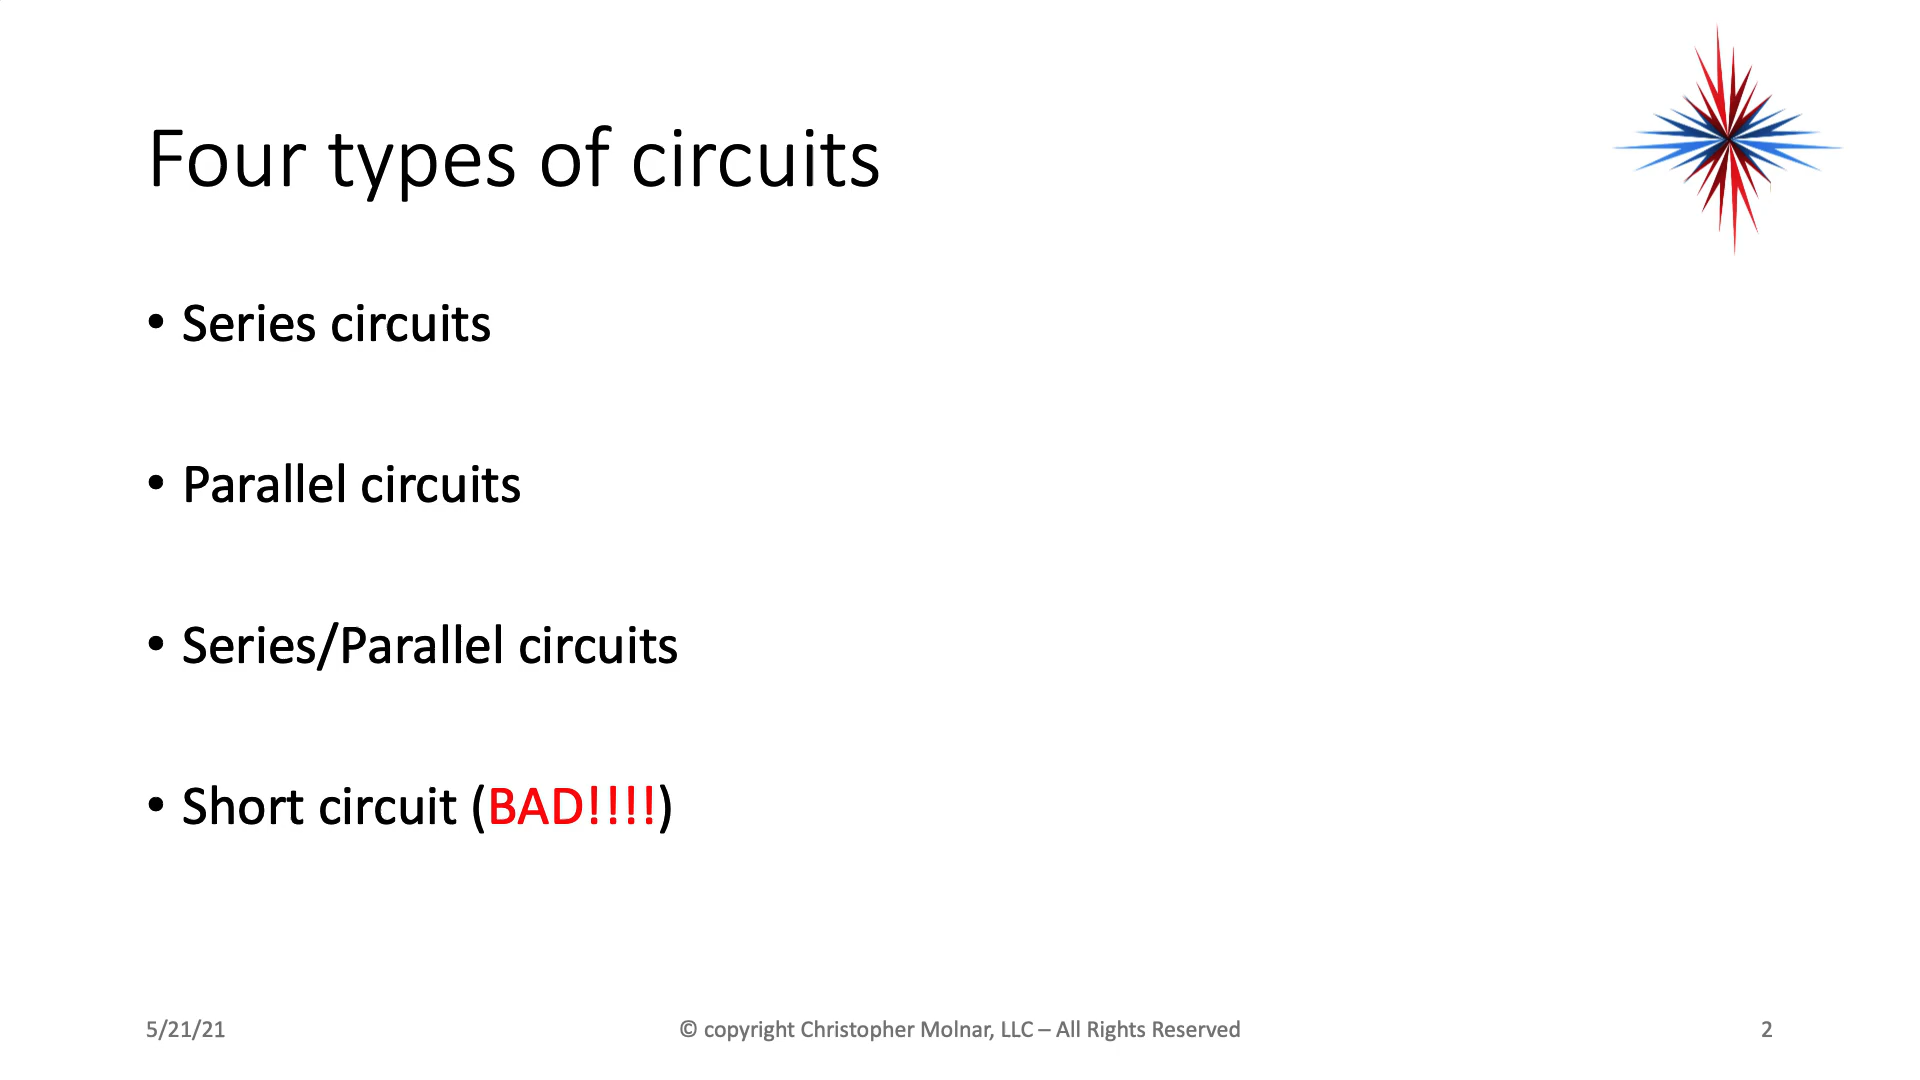 Four types of circuits
• Series circuits
• Parallel circuits
• Series/Parallel circuits
• Short circuit (BAD!!!!)
5/21/21
© copyright Christopher Molnar, LLC – All Rights Reserved
2